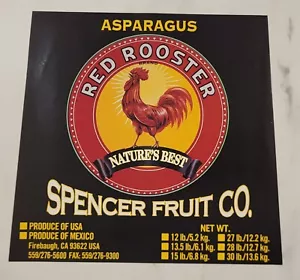 ASPARAGUS
RED ROOSTER
NATURE'S BEST
SPENCER FRUIT CO.
PRODUCE OF USA
PRODUCE OF MEXICO
Firebaugh, CA 93622 USA
559/276-5600 FAX: 559/276-9300
NET WT.
12 lb./5.2 kg. 27 lb./12.2 kg.
13.5 lb./6.1 kg. 28 lb./12.7 kg.
15 lb./6.8 kg. 30 lb./13.6 kg.